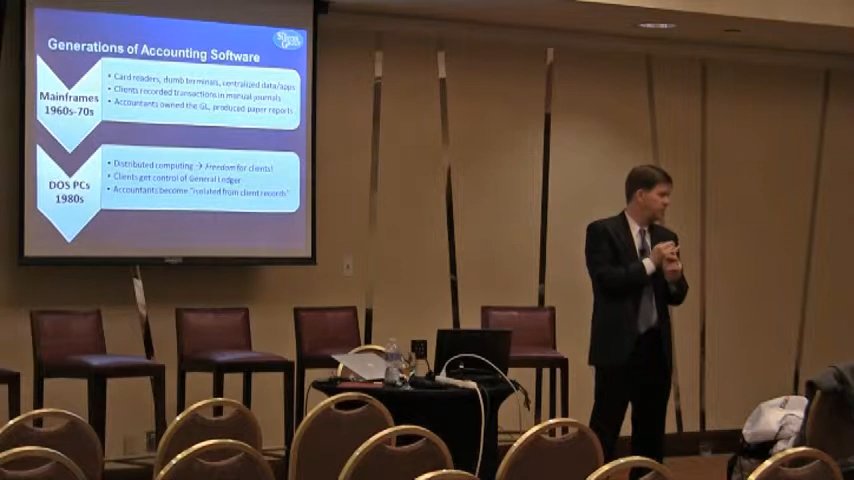 Generations of Accounting Software
Mainframes
1960s-70s
• Card readers, dumb terminals, centralized data/apps
• Clients recorded transactions in manual journals
• Accountants owned the GL, produced paper reports
DOS PCs
1980s
• Distributed computing → Freedom for clients!
• Clients get control of General Ledger
• Accountants become "isolated from client records"